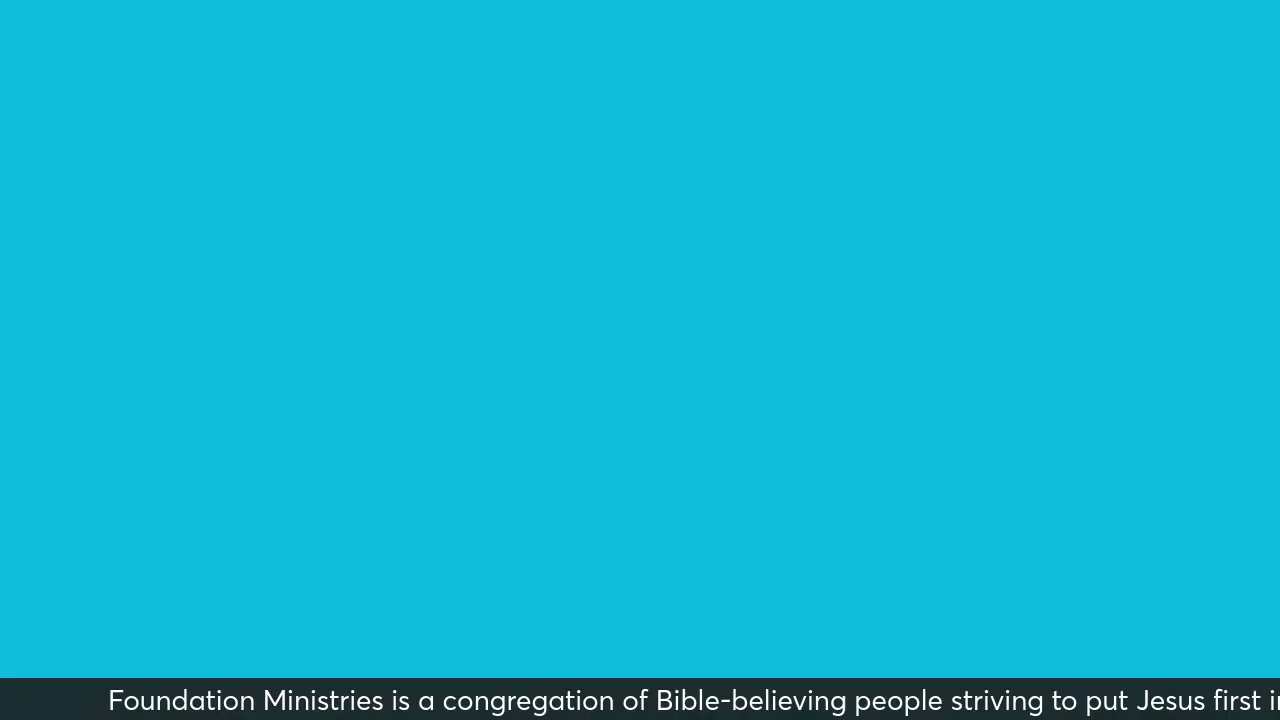 Foundation Ministries is a congregation of Bible-believing people striving to put Jesus first